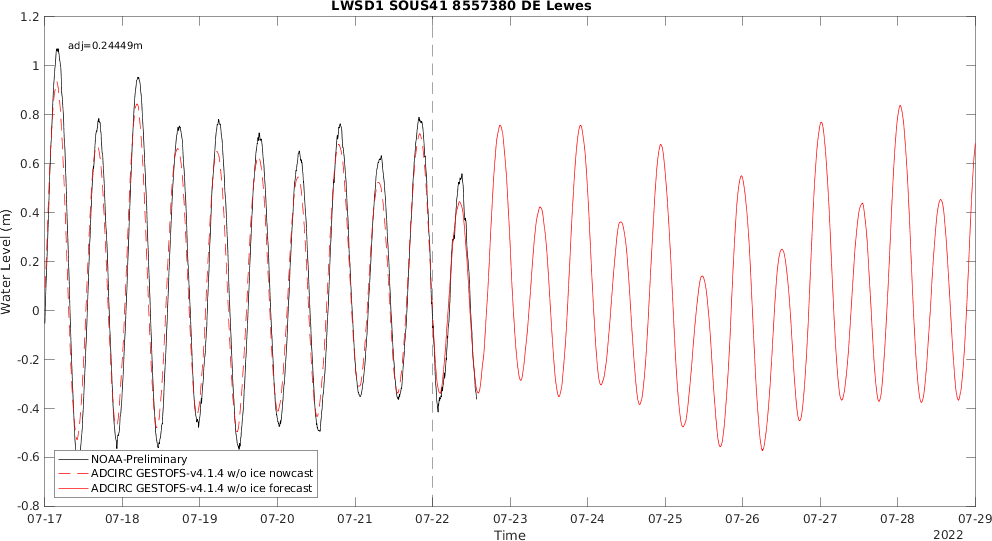 LWSD1 SOUS41 8557380 DE Lewes
adj=0.24449m
Water Level (m)
1.2
1
0.8
0.6
0.4
0.2
0
-0.2
-0.4
-0.6
-0.8
NOAA-Preliminary
ADCIRC GESTOFS-v4.1.4 w/o ice nowcast
ADCIRC GESTOFS-v4.1.4 w/o ice forecast
07-17 07-18 07-19 07-20 07-21 07-22 07-23 07-24 07-25 07-26 07-27 07-28 07-29
Time
2022